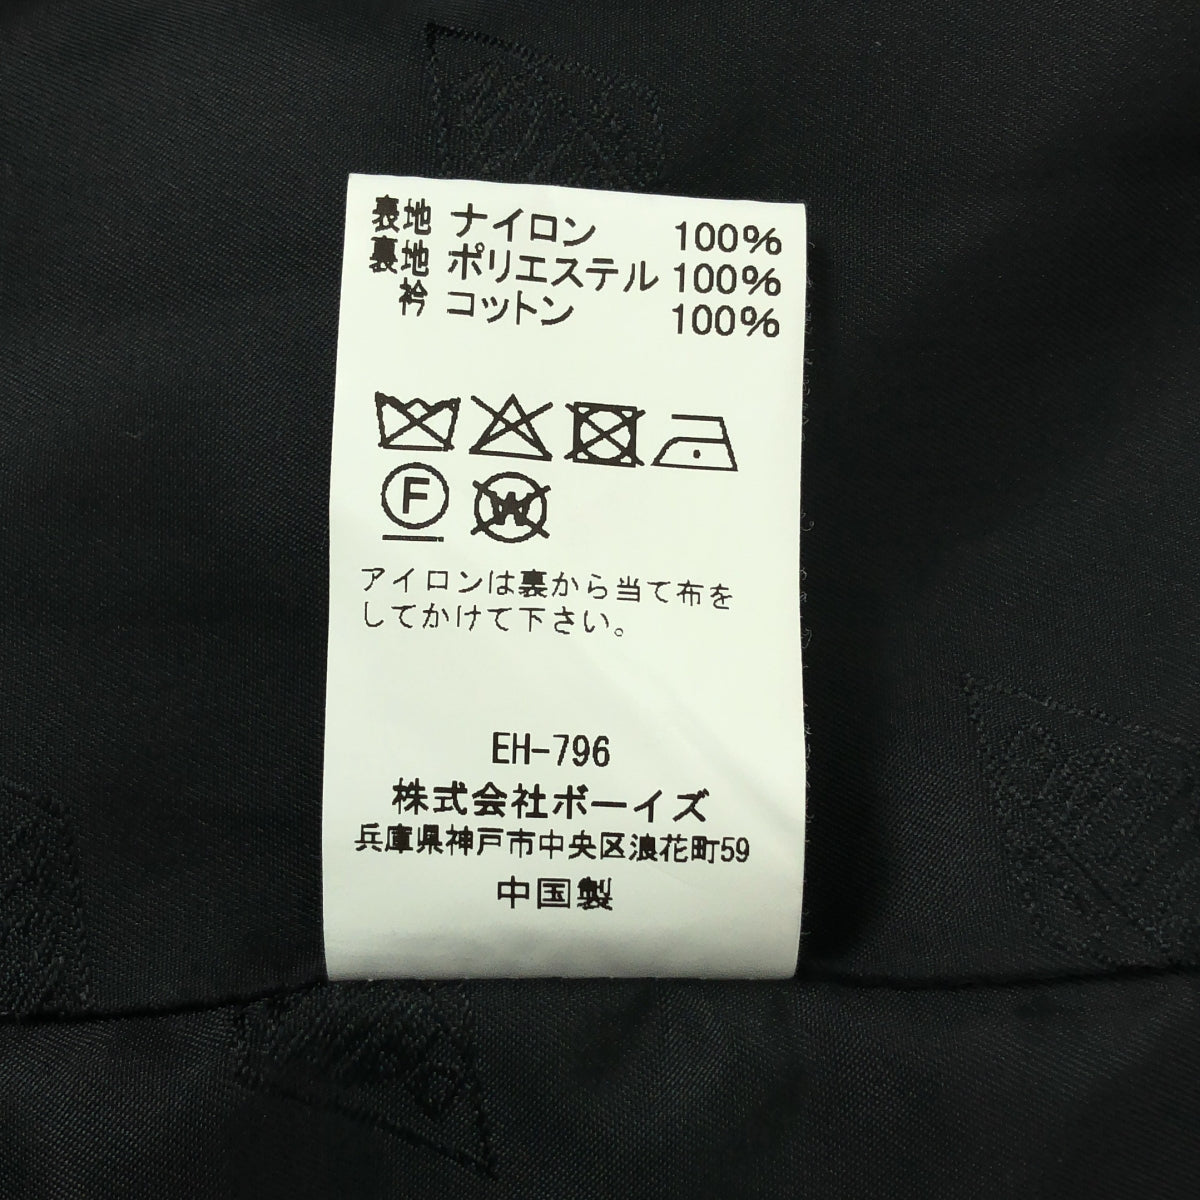 表地 ナイロン 100%
裏地 ポリエステル 100%
衿 コットン 100%
F
W
アイロンは裏から当て布を
してかけて下さい。
EH-796
株式会社ボーイズ
兵庫県神戸市中央区浪花町59
中国製